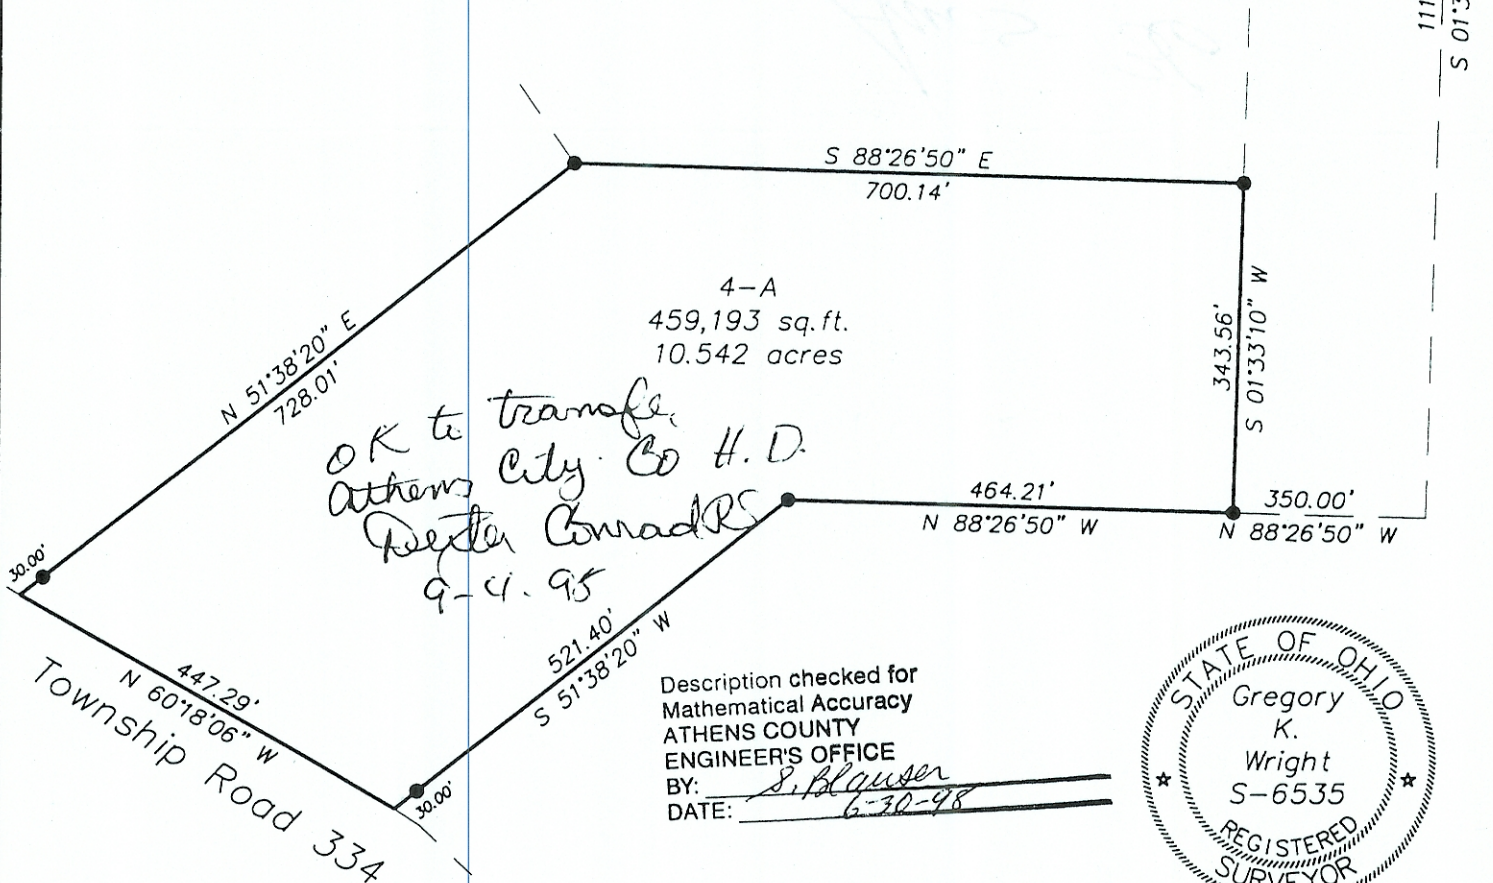 111
S 01°3
S 88°26'50" E
700.14'
4-A
459,193 sq.ft.
10.542 acres
N 51°38'20" E
728.01'
343.56'
S 01°33'10" W
OK to transfe
Athens City Co H.D.
Dexter Conrad RS
9-4-95
464.21'
N 88°26'50" W
350.00'
N 88°26'50" W
30.00'
447.29'
N 60°18'06" W
Township Road 334
521.40'
S 51°38'20" W
30.00'
Description checked for
Mathematical Accuracy
ATHENS COUNTY
ENGINEER'S OFFICE
BY: S. Blauser
DATE: 6-30-98
STATE OF OHIO
Gregory
K.
Wright
S-6535
REGISTERED
SURVEYOR